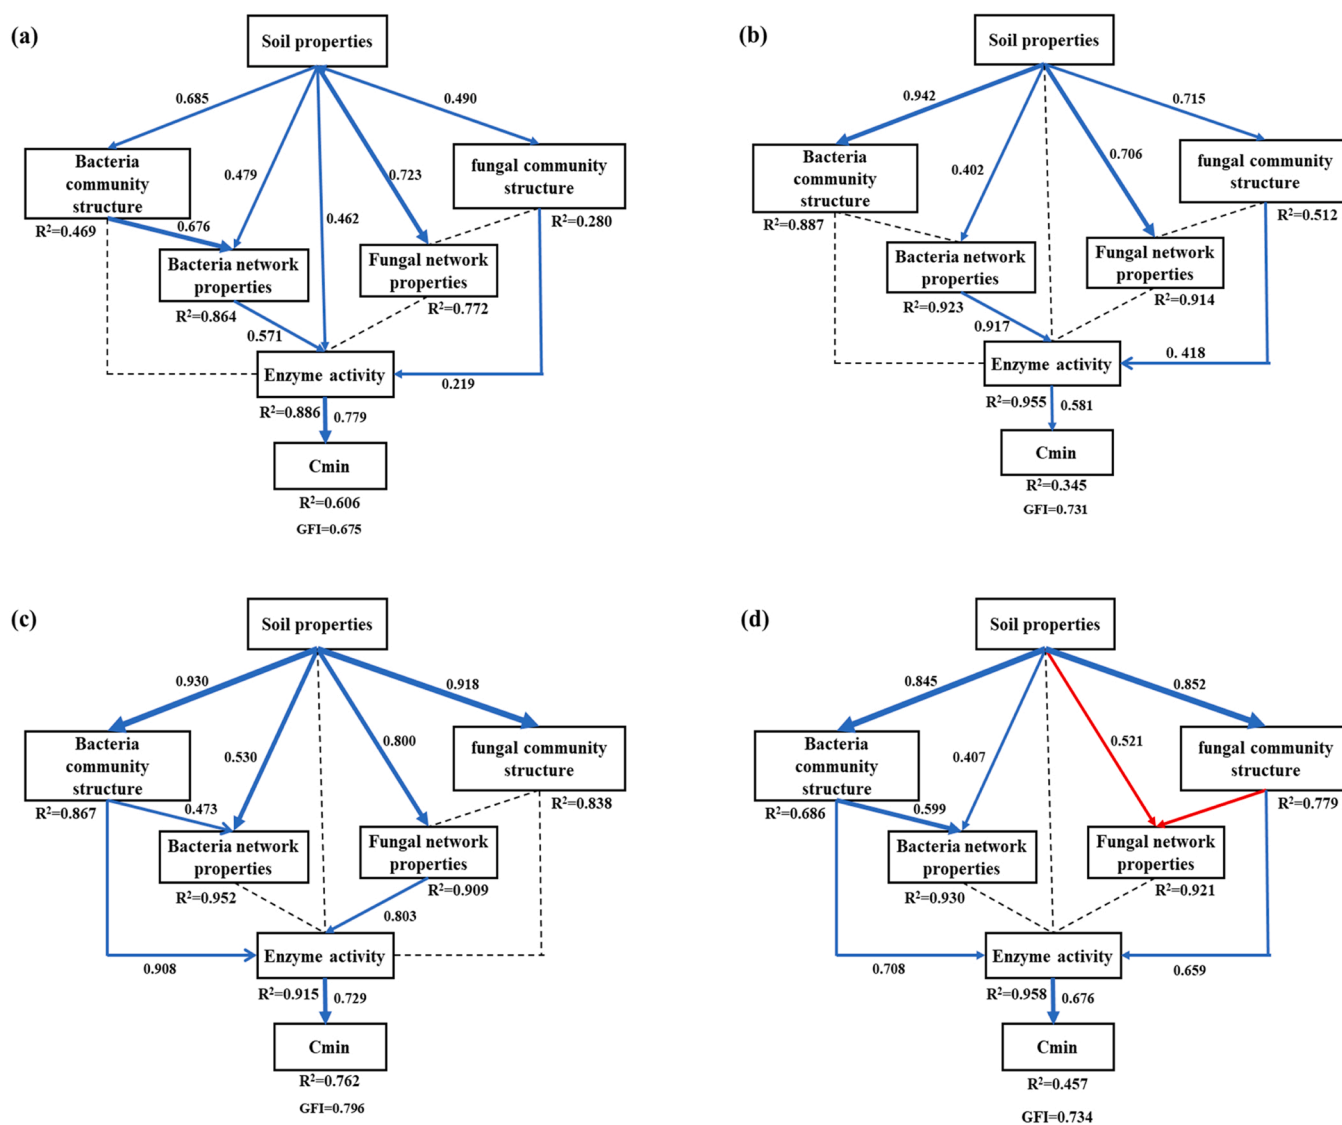 (a)
Soil properties
0.685
0.490
Bacteria
community
structure
R²=0.469
0.479
0.723
fungal community
structure
R²=0.280
0.676
0.462
Bacteria network
properties
R²=0.864
Fungal network
properties
R²=0.772
0.571
Enzyme activity
0.219
R²=0.886
0.779
Cmin
R²=0.606
GFI=0.675
(b)
Soil properties
0.942
0.715
Bacteria
community
structure
R²=0.887
0.402
0.706
fungal community
structure
R²=0.512
Bacteria network
properties
R²=0.923
Fungal network
properties
R²=0.914
0.917
Enzyme activity
0. 418
R²=0.955
0.581
Cmin
R²=0.345
GFI=0.731
(c)
Soil properties
0.930
0.918
Bacteria
community
structure
R²=0.867
0.530
0.800
fungal community
structure
R²=0.838
0.473
Bacteria network
properties
R²=0.952
Fungal network
properties
R²=0.909
0.803
Enzyme activity
0.908
R²=0.915
0.729
Cmin
R²=0.762
GFI=0.796
(d)
Soil properties
0.845
0.852
Bacteria
community
structure
R²=0.686
0.407
0.521
fungal community
structure
R²=0.779
0.599
Bacteria network
properties
R²=0.930
Fungal network
properties
R²=0.921
Enzyme activity
0.708
0.659
R²=0.958
0.676
Cmin
R²=0.457
GFI=0.734